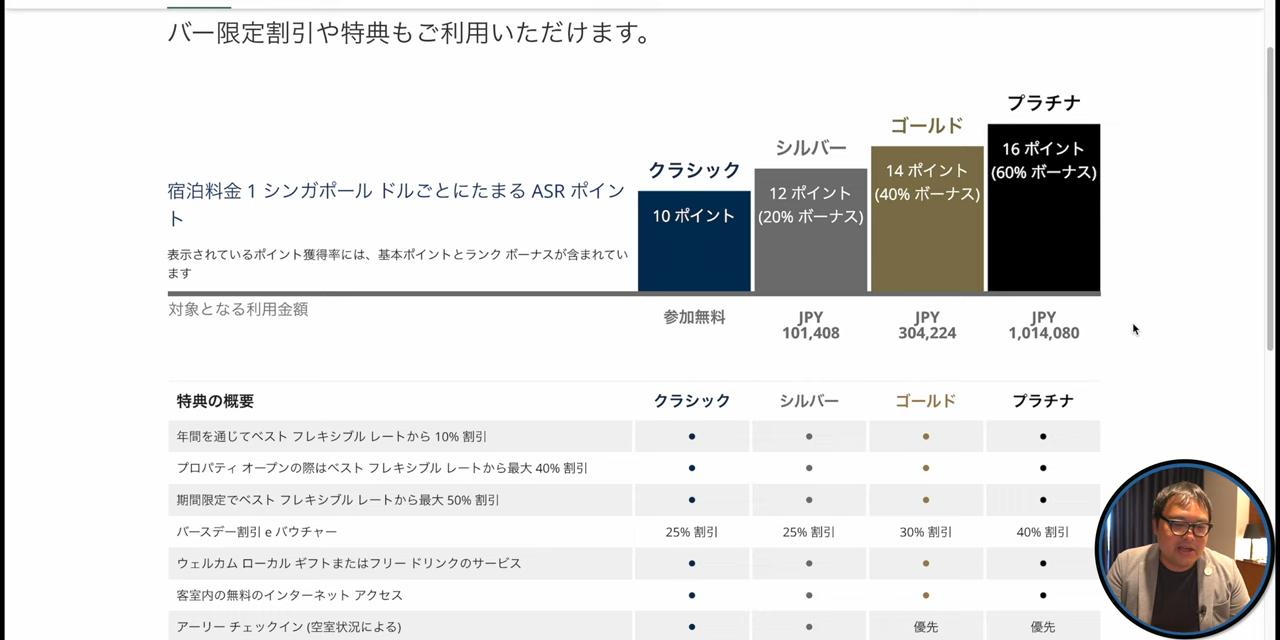 バー限定割引や特典もご利用いただけます。
プラチナ
ゴールド
シルバー
クラシック
16 ポイント
(60% ボーナス)
14 ポイント
(40% ボーナス)
12 ポイント
(20% ボーナス)
10 ポイント
宿泊料金 1 シンガポール ドルごとにたまる ASR ポイン
ト
表示されているポイント獲得率には、基本ポイントとランク ボーナスが含まれてい
ます
対象となる利用金額
参加無料
JPY
101,408
JPY
304,224
JPY
1,014,080
特典の概要 クラシック シルバー ゴールド プラチナ
年間を通じてベスト フレキシブル レートから 10% 割引 • • • •
プロパティ オープンの際はベスト フレキシブル レートから最大 40% 割引 • • • •
期間限定でベスト フレキシブル レートから最大 50% 割引 • • • •
バースデー割引 e バウチャー 25% 割引 25% 割引 30% 割引 40% 割引
ウェルカム ローカル ギフトまたはフリー ドリンクのサービス • • • •
客室内の無料のインターネット アクセス • • • •
アーリー チェックイン (空室状況による) • • 優先 優先